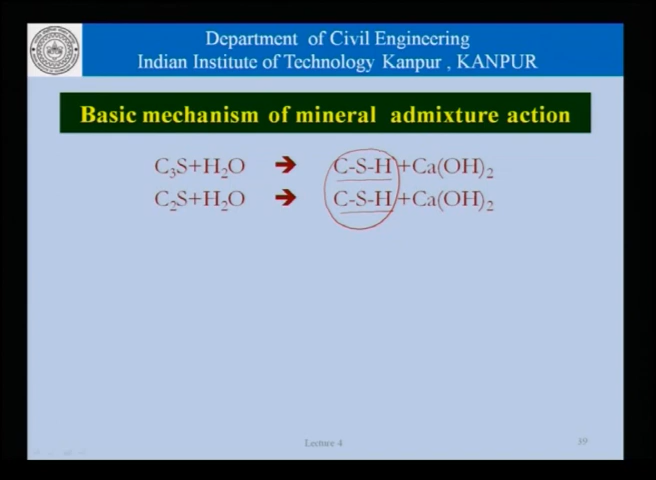 Department of Civil Engineering
Indian Institute of Technology Kanpur , KANPUR
Basic mechanism of mineral admixture action
C₃S+H₂O ➔ C-S-H+Ca(OH)₂
C₂S+H₂O ➔ C-S-H+Ca(OH)₂
Lecture 4
39